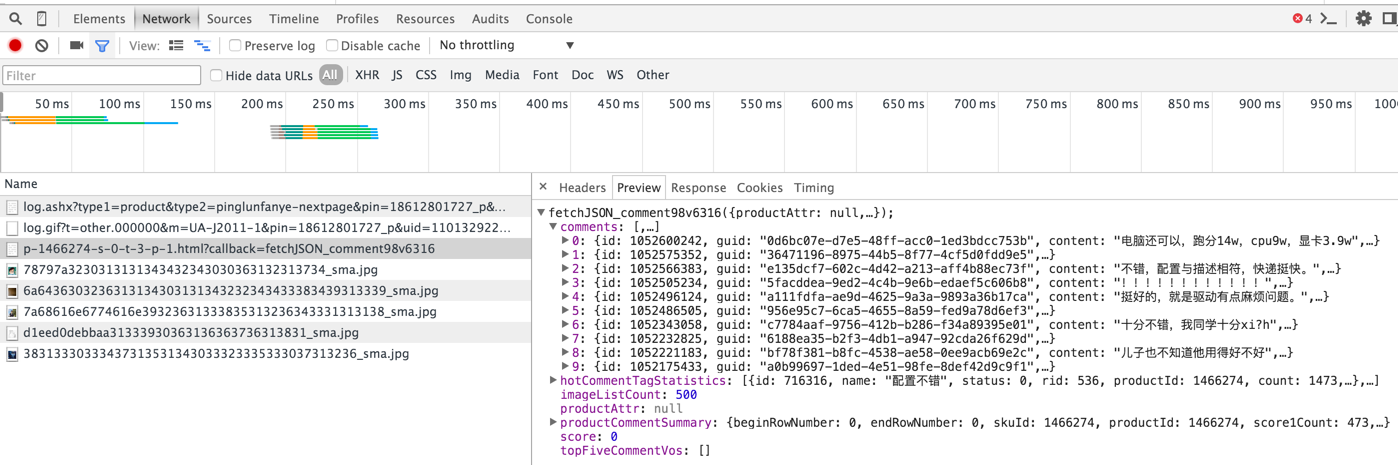 Elements Network Sources Timeline Profiles Resources Audits Console 4
View: Preserve log Disable cache No throttling
Filter Hide data URLs All XHR JS CSS Img Media Font Doc WS Other
50 ms 100 ms 150 ms 200 ms 250 ms 300 ms 350 ms 400 ms 450 ms 500 ms 550 ms 600 ms 650 ms 700 ms 750 ms 800 ms 850 ms 900 ms 950 ms 1000
Name
log.ashx?type1=product&type2=pinglunfanye-nextpage&pin=18612801727_p&...
log.gif?t=other.000000&m=UA-J2011-1&pin=18612801727_p&uid=110132922...
p-1466274-s-0-t-3-p-1.html?callback=fetchJSON_comment98v6316
78797a32303131313434323430303631323137​34_sma.jpg
6a6436303236313134303131343232343433383439313339_sma.jpg
7a68616e6774616e39323631333835313236343331313138_sma.jpg
d1eed0debbaa31333930363136363736313831_sma.jpg
383133303334373135313430333233353330373132​36_sma.jpg
Headers Preview Response Cookies Timing
fetchJSON_comment98v6316({productAttr: null,…});
comments: [,…]
0: {id: 1052600242, guid: "0d6bc07e-d7e5-48ff-acc0-1ed3bdcc753b", content: "电脑还可以，跑分14w，cpu9w，显卡3.9w",…}
1: {id: 1052575352, guid: "36471196-8975-44b5-8f77-4cf5d0fdd9e5",…}
2: {id: 1052566383, guid: "e135dcf7-602c-4d42-a213-aff4b88ec73f", content: "不错，配置与描述相符，快递挺快。",…}
3: {id: 1052505234, guid: "5facddea-9ed2-4c4b-9e6b-edaef5c606b8", content: "！！！！！！！！！！！！",…}
4: {id: 1052496124, guid: "a111fdfa-ae9d-4625-9a3a-9893a36b17ca", content: "挺好的，就是驱动有点麻烦问题。",…}
5: {id: 1052486505, guid: "956e95c7-6ca5-4655-8a59-fed9a78d6ef3",…}
6: {id: 1052343058, guid: "c7784aaf-9756-412b-b286-f34a89395e01", content: "十分不错，我同学十分xi?h",…}
7: {id: 1052232825, guid: "6188ea35-b2f3-4db1-a947-92cda26f629d",…}
8: {id: 1052221183, guid: "bf78f381-b8fc-4538-ae58-0ee9acb69e2c", content: "儿子也不知道他用得好不好",…}
9: {id: 1052175433, guid: "a0b99697-1ded-4e51-98fe-8def42d9c9f1",…}
hotCommentTagStatistics: [{id: 716316, name: "配置不错", status: 0, rid: 536, productId: 1466274, count: 1473,…},…]
imageListCount: 500
productAttr: null
productCommentSummary: {beginRowNumber: 0, endRowNumber: 0, skuId: 1466274, productId: 1466274, score1Count: 473,…}
score: 0
topFiveCommentVos: []